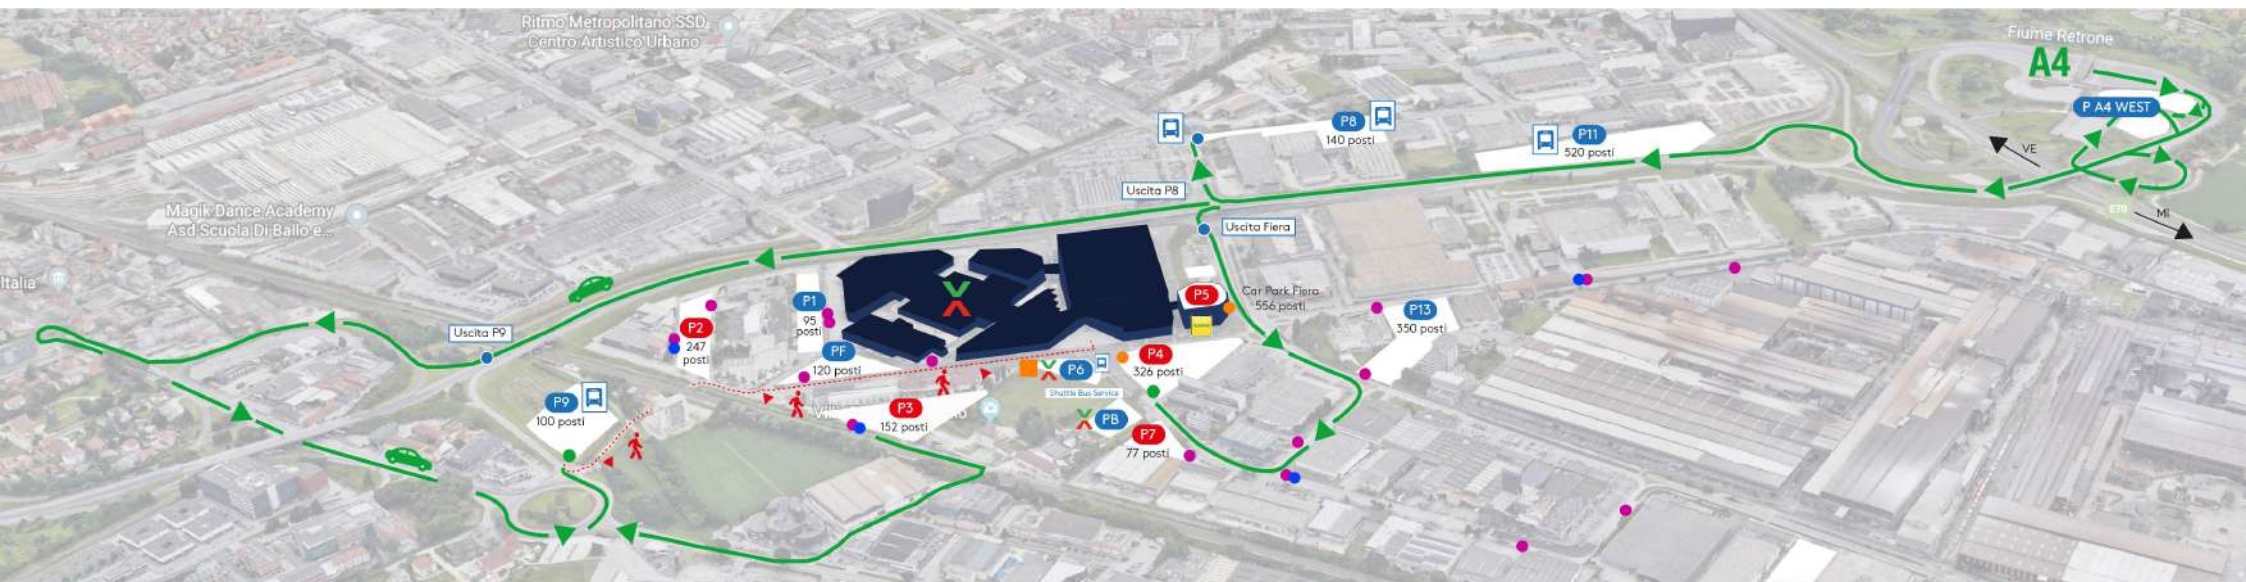 Ritmo Metropolitano SSD
Centro Artistico Urbano
Fiume Retrone
A4
P A4 WEST
P8
140 posti
P11
520 posti
VE
Uscita P8
E70
MI
Magik Dance Academy
Asd Scuola Di Ballo e...
Uscita Fiera
Italia
P5
Car Park Fiera
556 posti
P1
95
posti
P2
247
posti
P13
350 posti
Uscita P9
PF
120 posti
P4
326 posti
P6
Shuttle Bus Service
P9
100 posti
P3
152 posti
PB
P7
77 posti